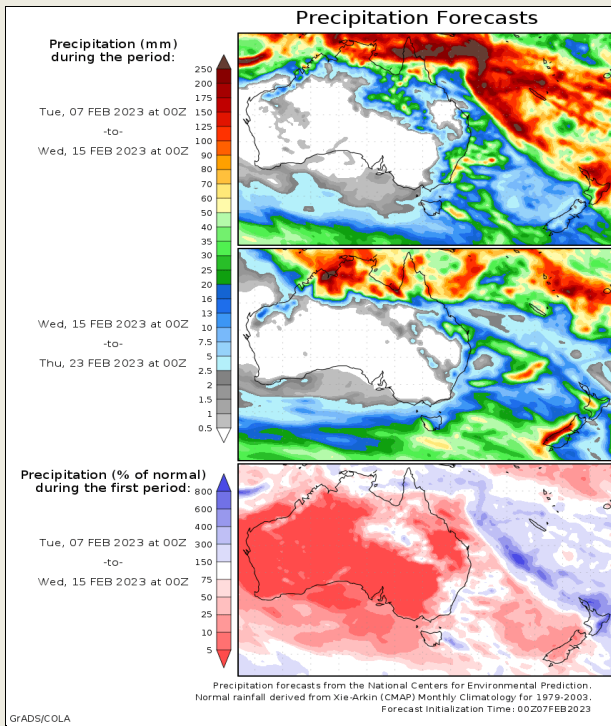 Precipitation Forecasts
Precipitation (mm)
during the period:
Tue, 07 FEB 2023 at 00Z
-to-
Wed, 15 FEB 2023 at 00Z
250
200
175
150
125
100
90
80
70
60
50
40
35
30
25
20
16
13
10
7.5
5
2.5
2
1.5
1
0.5
Wed, 15 FEB 2023 at 00Z
-to-
Thu, 23 FEB 2023 at 00Z
Precipitation (% of normal)
during the first period:
Tue, 07 FEB 2023 at 00Z
-to-
Wed, 15 FEB 2023 at 00Z
800
600
400
300
150
75
50
25
10
5
Precipitation forecasts from the National Centers for Environmental Prediction.
Normal rainfall derived from Xie-Arkin (CMAP) Monthly Climatology for 1979-2003.
Forecast Initialization Time: 00Z07FEB2023
GrADS/COLA